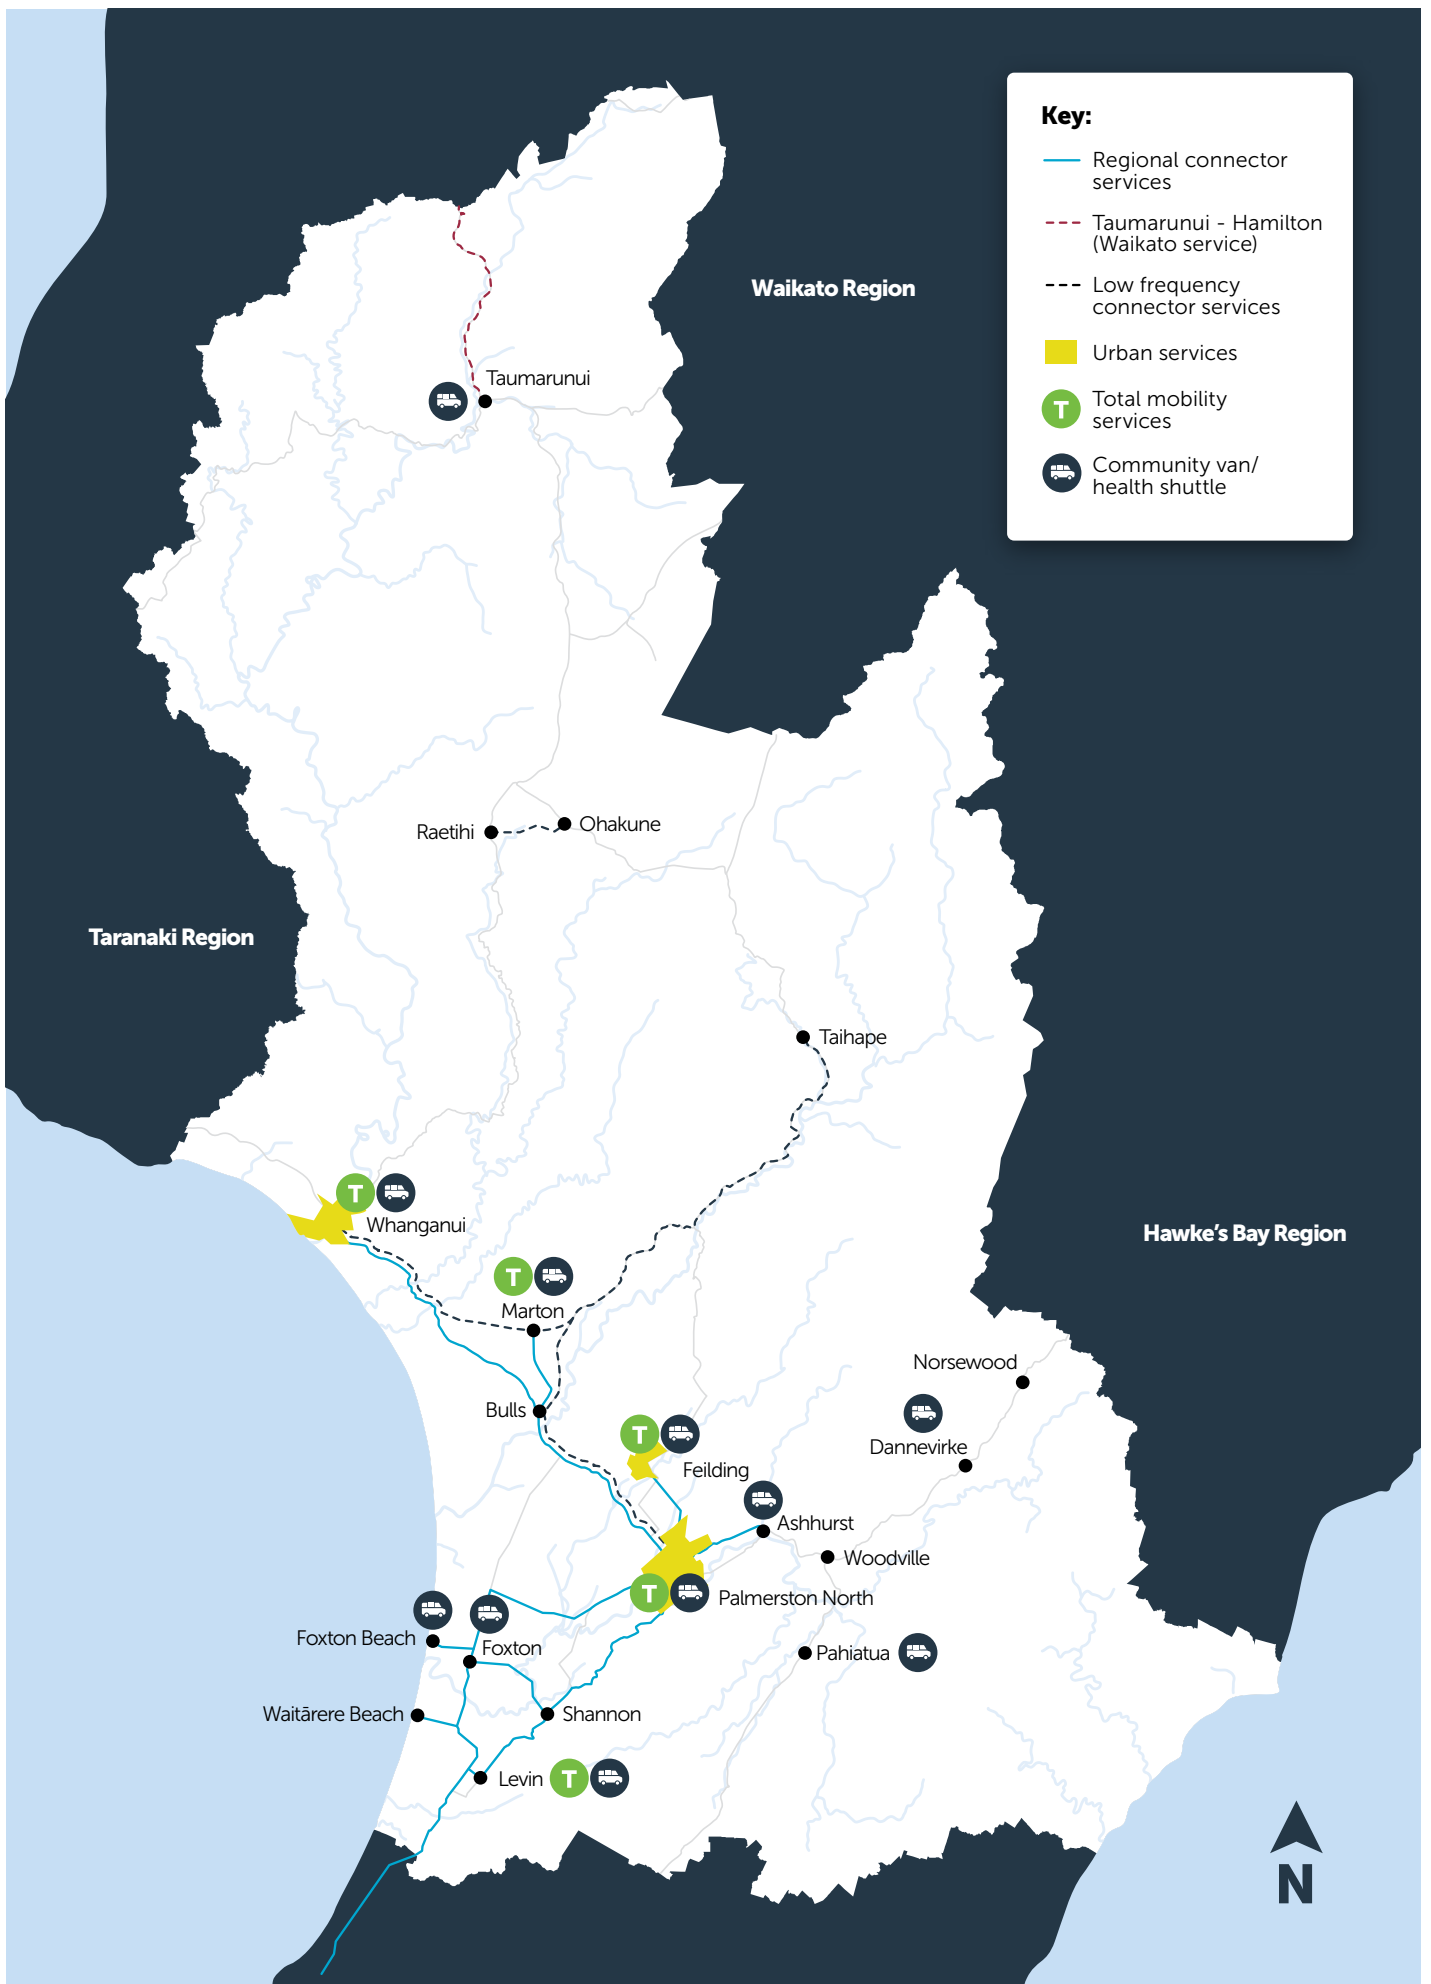 Key:
Regional connector
services
Taumarunui - Hamilton
(Waikato service)
Low frequency
connector services
Urban services
T
Total mobility
services
Community van/
health shuttle
Waikato Region
Taumarunui
Raetihi
Ohakune
Taranaki Region
Taihape
T
Whanganui
Hawke's Bay Region
T
Marton
Norsewood
Bulls
T
Dannevirke
Feilding
Ashhurst
Woodville
T
Palmerston North
Foxton Beach
Foxton
Pahiatua
Waitārere Beach
Shannon
Levin
T
N